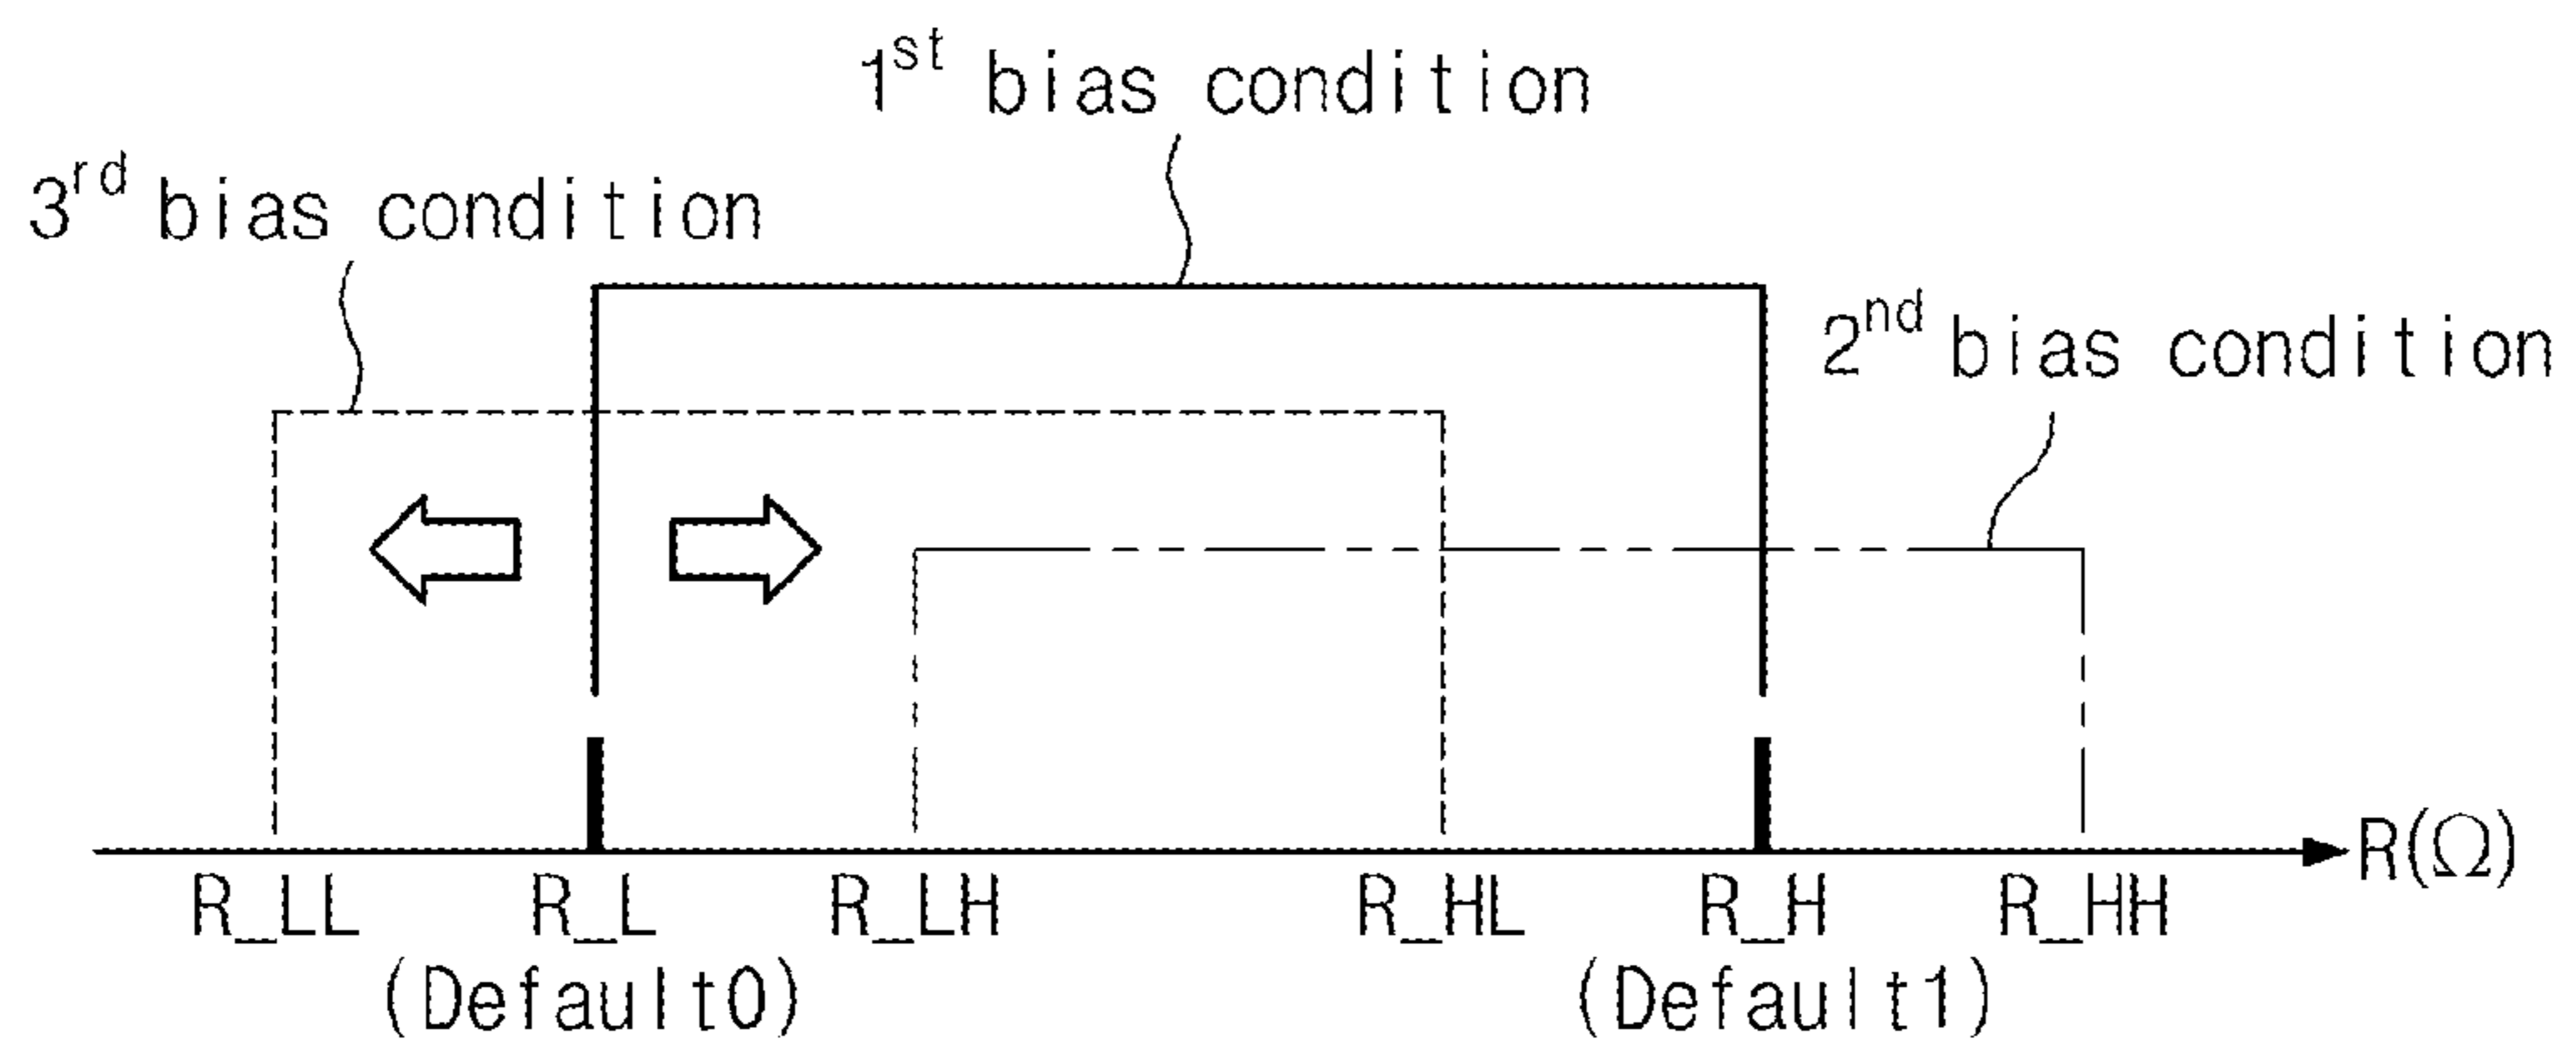 1st bias condition
3rd bias condition
2nd bias condition
R(Ω)
R_LL R_L R_LH R_HL R_H R_HH
(Default0) (Default1)